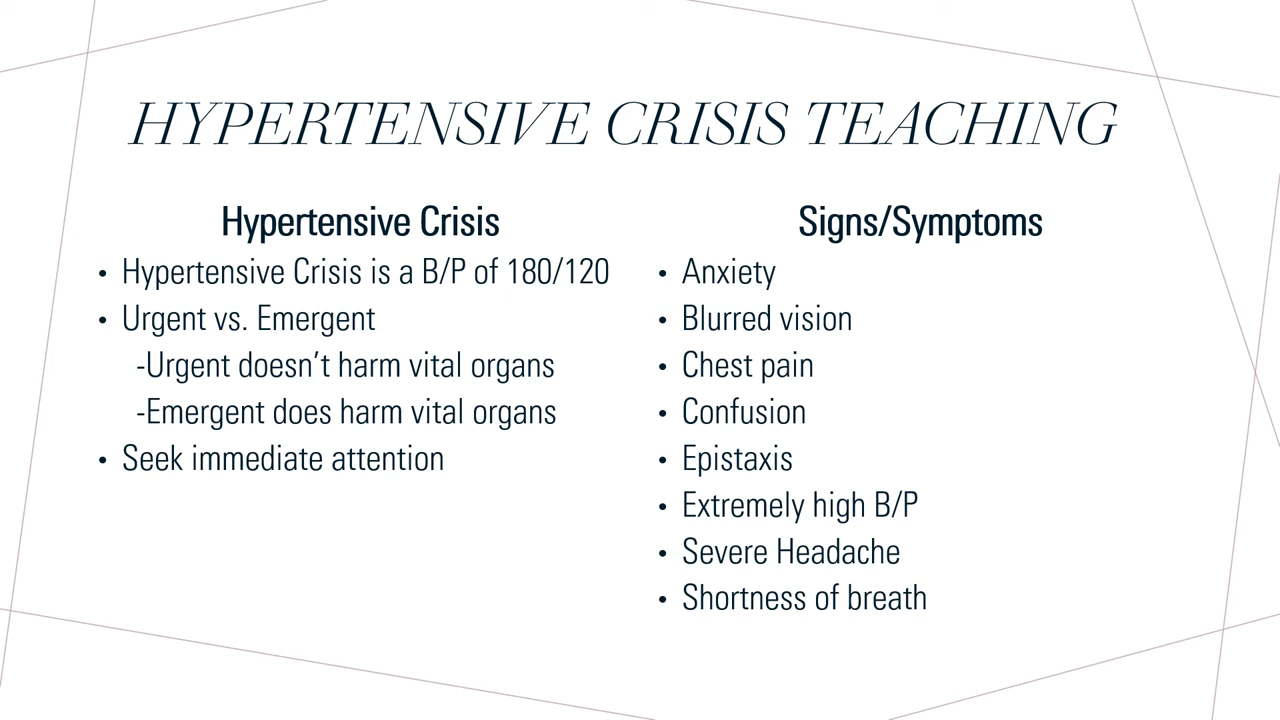 HYPERTENSIVE CRISIS TEACHING
Hypertensive Crisis
• Hypertensive Crisis is a B/P of 180/120
• Urgent vs. Emergent
-Urgent doesn’t harm vital organs
-Emergent does harm vital organs
• Seek immediate attention
Signs/Symptoms
• Anxiety
• Blurred vision
• Chest pain
• Confusion
• Epistaxis
• Extremely high B/P
• Severe Headache
• Shortness of breath